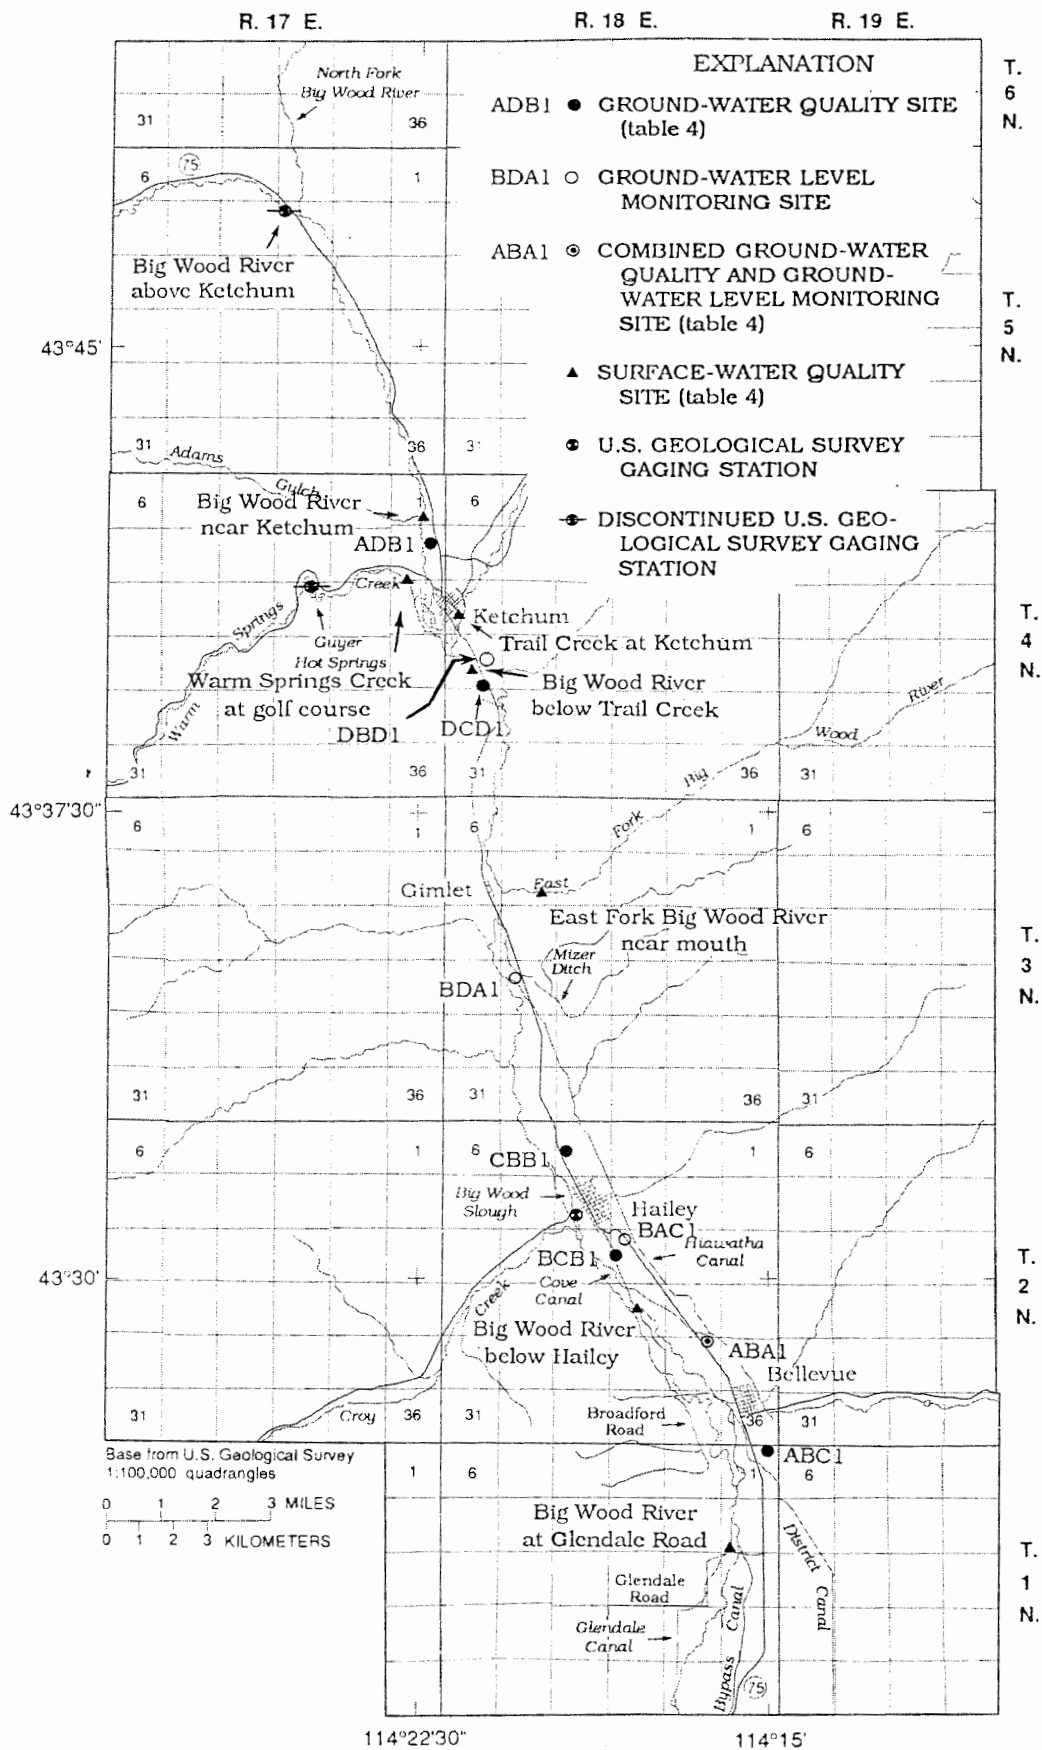 R. 17 E.
R. 18 E.
R. 19 E.
T.
6
N.
T.
5
N.
T.
4
N.
T.
3
N.
T.
2
N.
T.
1
N.
EXPLANATION
ADB1 GROUND-WATER QUALITY SITE
(table 4)
BDA1 GROUND-WATER LEVEL
MONITORING SITE
ABA1 COMBINED GROUND-WATER
QUALITY AND GROUND-
WATER LEVEL MONITORING
SITE (table 4)
SURFACE-WATER QUALITY
SITE (table 4)
U.S. GEOLOGICAL SURVEY
GAGING STATION
DISCONTINUED U.S. GEO-
LOGICAL SURVEY GAGING
STATION
North Fork
Big Wood River
31
36
6
75
1
Big Wood River
above Ketchum
43°45'
31
36
31
Adams
Gulch
6
1
6
Big Wood River
near Ketchum
ADB1
Creek
Springs
Warm
Guyer
Hot Springs
Ketchum
Trail Creek at Ketchum
Warm Springs Creek
at golf course
Big Wood River
below Trail Creek
DBD1
DCD1
River
Wood
Big
Fork
East
31
36
31
36
31
43°37'30"
6
1
6
1
6
Gimlet
East Fork Big Wood River
near mouth
Mizer
Ditch
BDA1
31
36
31
36
31
6
1
6
1
6
CBB1
Big Wood
Slough
Hailey
BAC1
Hiawatha
Canal
BCB1
Cove
Canal
43°30'
Creek
Big Wood River
below Hailey
ABA1
Bellevue
31
Croy
36
31
Broadford
Road
36
31
ABC1
Base from U.S. Geological Survey
1:100,000 quadrangles
1
6
1
6
0 1 2 3 MILES
0 1 2 3 KILOMETERS
Big Wood River
at Glendale Road
District Canal
Glendale
Road
Glendale
Canal
Bypass Canal
75
114°22'30"
114°15'